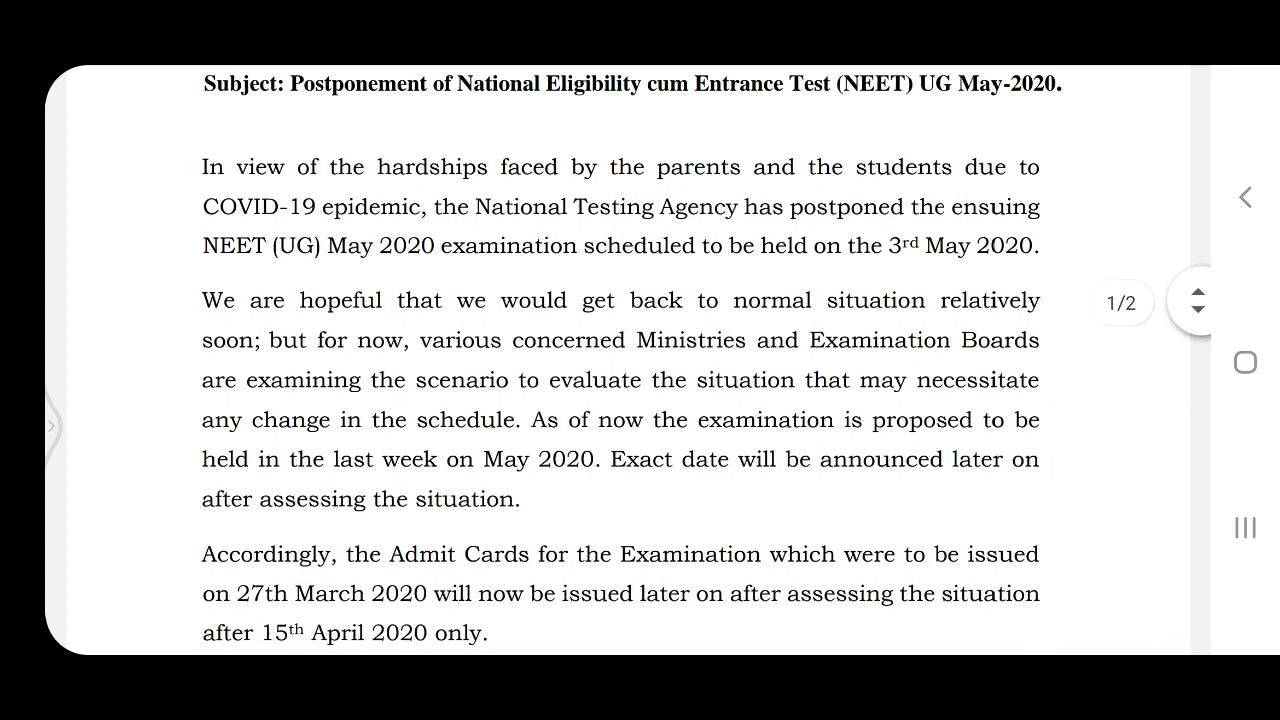 Subject: Postponement of National Eligibility cum Entrance Test (NEET) UG May-2020.
In view of the hardships faced by the parents and the students due to
COVID-19 epidemic, the National Testing Agency has postponed the ensuing
NEET (UG) May 2020 examination scheduled to be held on the 3rd May 2020.
We are hopeful that we would get back to normal situation relatively
soon; but for now, various concerned Ministries and Examination Boards
are examining the scenario to evaluate the situation that may necessitate
any change in the schedule. As of now the examination is proposed to be
held in the last week on May 2020. Exact date will be announced later on
after assessing the situation.
Accordingly, the Admit Cards for the Examination which were to be issued
on 27th March 2020 will now be issued later on after assessing the situation
after 15th April 2020 only.
1/2